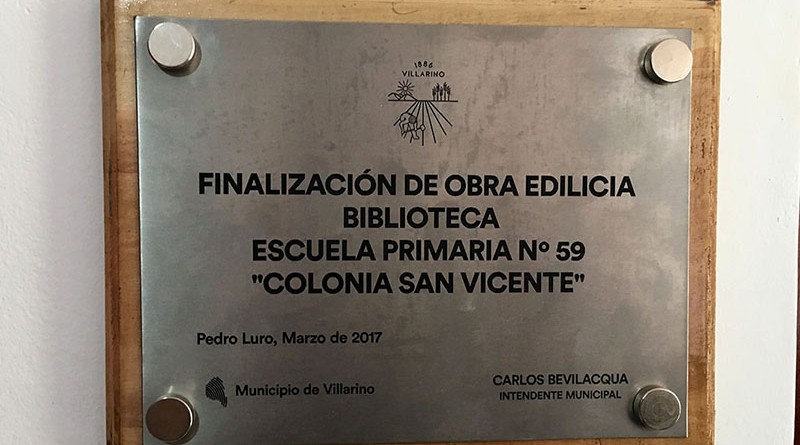 1886
VILLARINO
FINALIZACIÓN DE OBRA EDILICIA
BIBLIOTECA
ESCUELA PRIMARIA Nº 59
"COLONIA SAN VICENTE"
Pedro Luro, Marzo de 2017
Municipio de Villarino
CARLOS BEVILACQUA
INTENDENTE MUNICIPAL